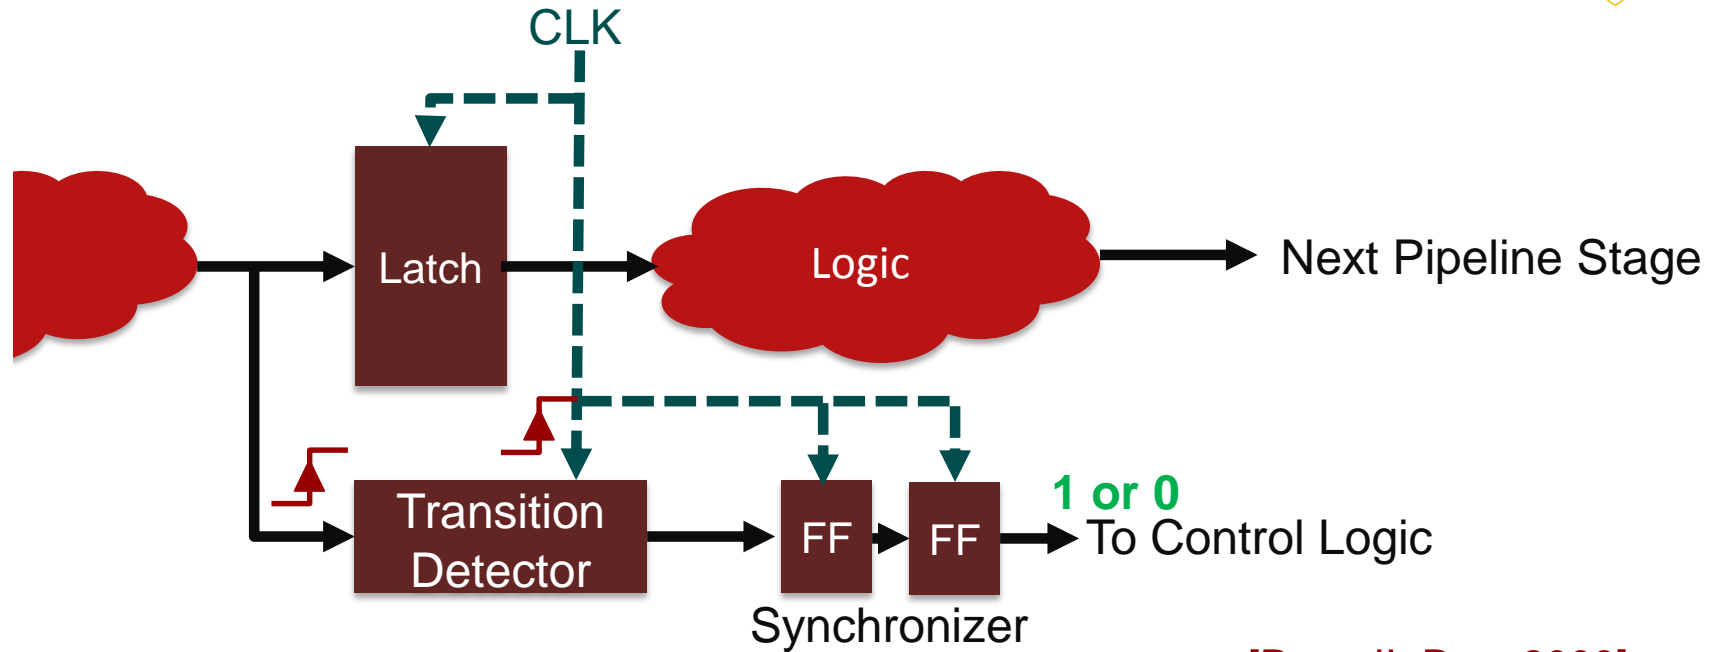 CLK
Latch
Logic
Next Pipeline Stage
Transition
Detector
FF
FF
1 or 0
To Control Logic
Synchronizer